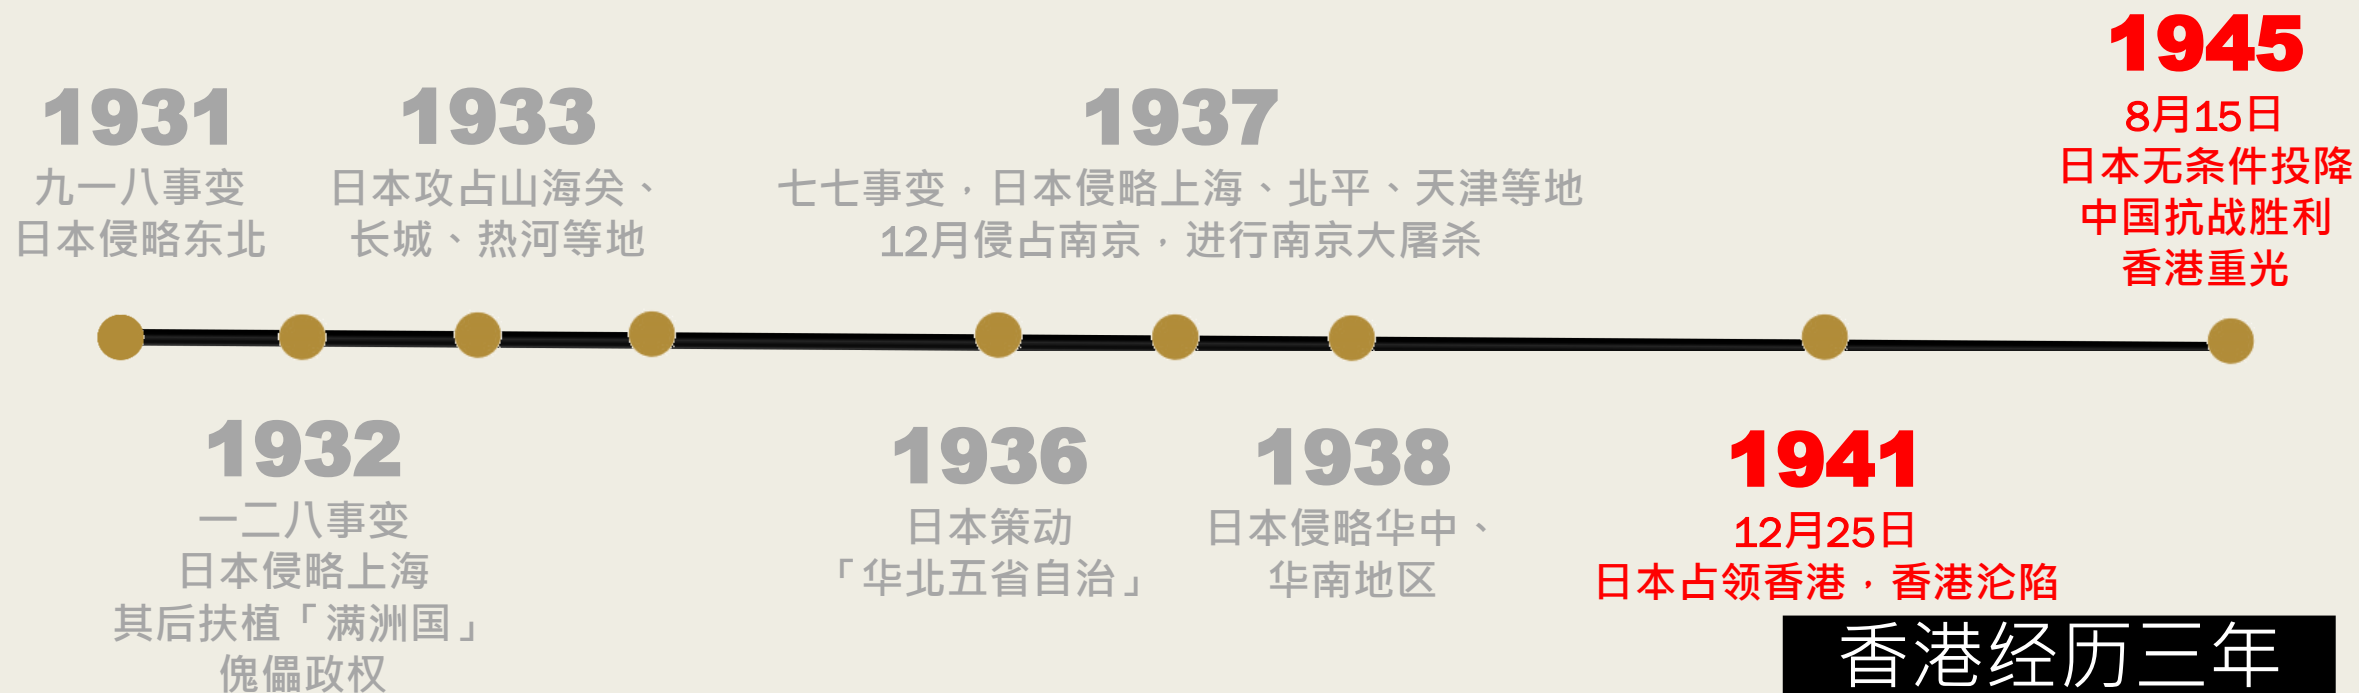 1931
九一八事变
日本侵略东北
1932
一二八事变
日本侵略上海
其后扶植「满洲国」
傀儡政权
1933
日本攻占山海关、
长城、热河等地
1936
日本策动
「华北五省自治」
1937
七七事变，日本侵略上海、北平、天津等地
12月侵占南京，进行南京大屠杀
1938
日本侵略华中、
华南地区
1941
12月25日
日本占领香港，香港沦陷
香港经历三年
1945
8月15日
日本无条件投降
中国抗战胜利
香港重光